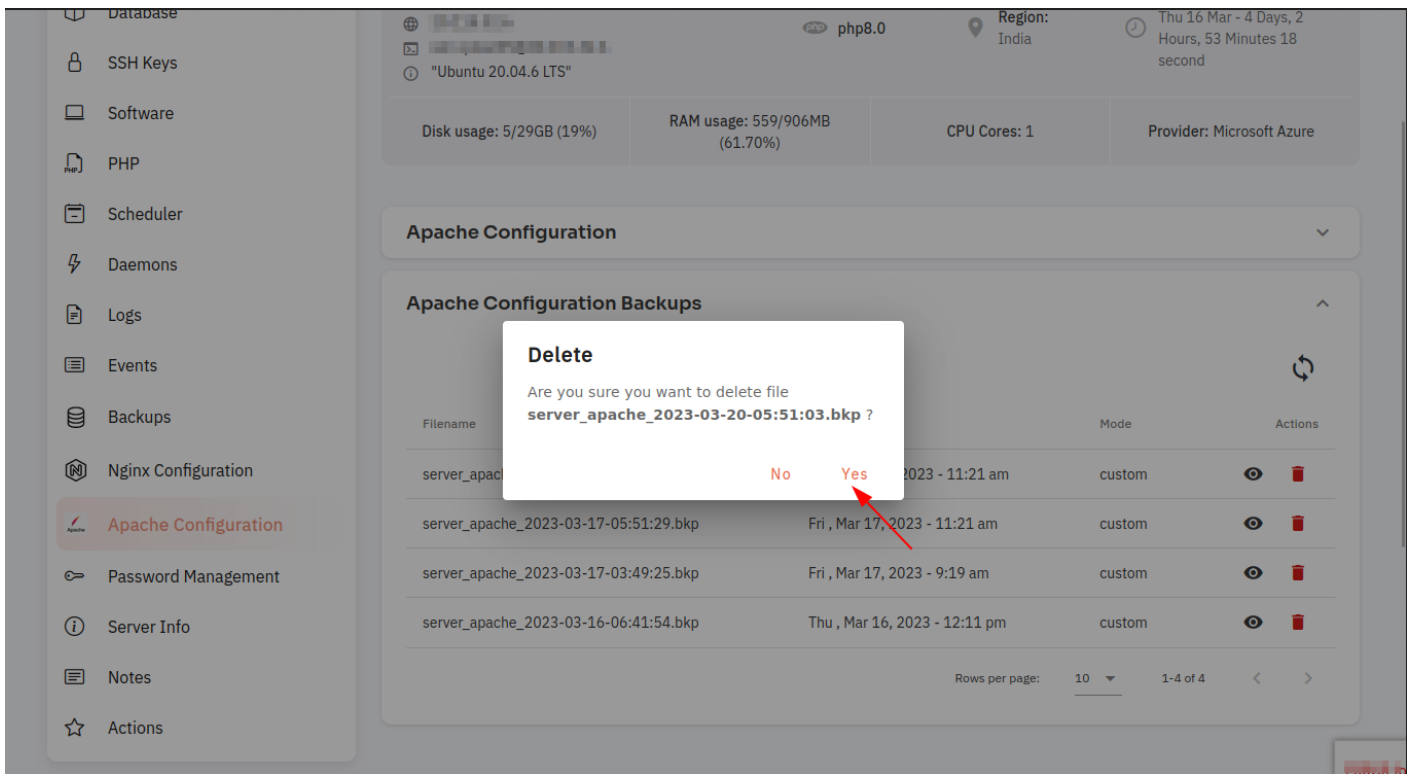 Database
SSH Keys
Software
PHP
Scheduler
Daemons
Logs
Events
Backups
Nginx Configuration
Apache Configuration
Password Management
Server Info
Notes
Actions
"Ubuntu 20.04.6 LTS"
php php8.0
Region:
India
Thu 16 Mar - 4 Days, 2
Hours, 53 Minutes 18
second
Disk usage: 5/29GB (19%)
RAM usage: 559/906MB
(61.70%)
CPU Cores: 1
Provider: Microsoft Azure
Apache Configuration
Apache Configuration Backups
Delete
Are you sure you want to delete file
server_apache_2023-03-20-05:51:03.bkp ?
No Yes
Filename Mode Actions
server_apac 2023 - 11:21 am custom
server_apache_2023-03-17-05:51:29.bkp Fri , Mar 17, 2023 - 11:21 am custom
server_apache_2023-03-17-03:49:25.bkp Fri , Mar 17, 2023 - 9:19 am custom
server_apache_2023-03-16-06:41:54.bkp Thu , Mar 16, 2023 - 12:11 pm custom
Rows per page: 10 1-4 of 4